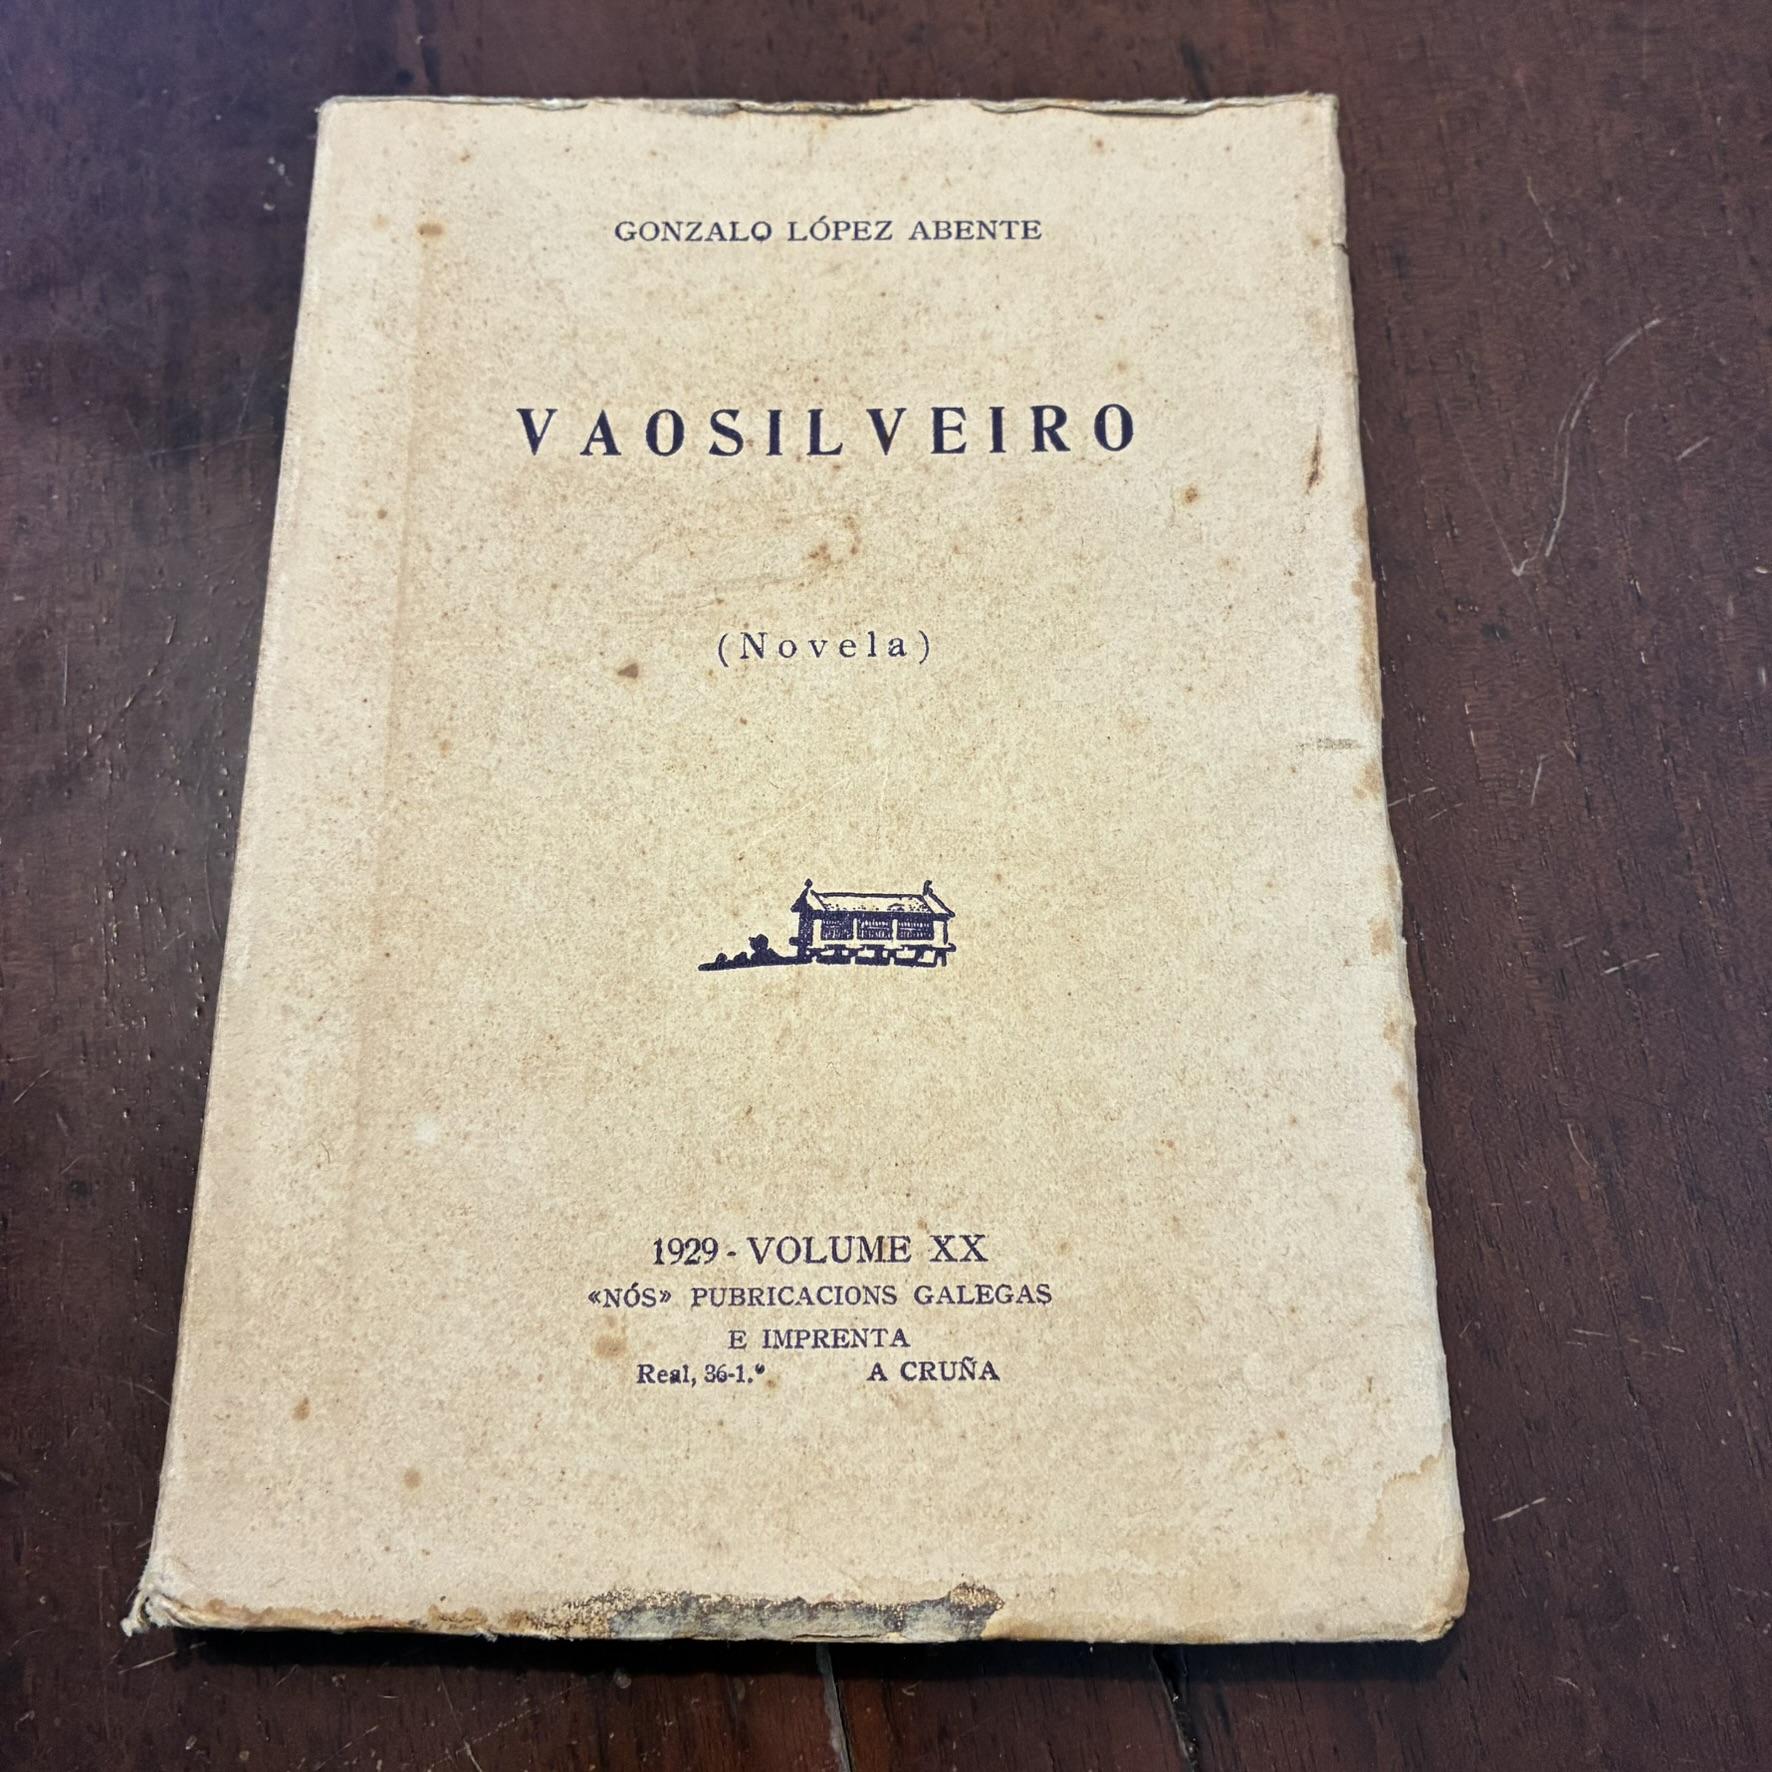 GONZALO LÓPEZ ABENTE
VAOSILVEIRO
(Novela)
1929 - VOLUME XX
«NÓS» PUBRICACIONS GALEGAS
E IMPRENTA
Real, 36-1.º A CRUÑA